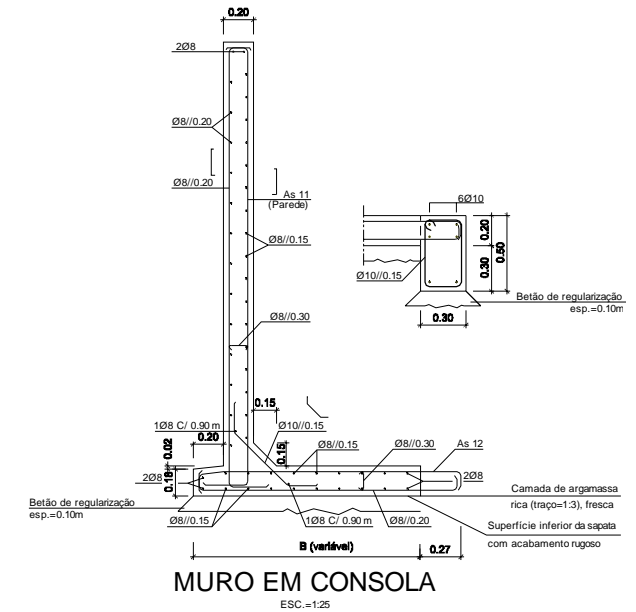 0.20
2Ø8
Ø8//0.20
Ø8//0.20
As 11
(Parede)
Ø8//0.15
Ø8//0.30
6Ø10
0.20
0.50
0.30
Ø10//0.15
Betão de regularização
esp.=0.10m
0.30
0.15
1Ø8 C/ 0.90 m
Ø10//0.15
0.20
0.02
0.15
Ø8//0.15
Ø8//0.30
As 12
0.18
2Ø8
2Ø8
Camada de argamassa
rica (traço=1:3), fresca
Betão de regularização
esp.=0.10m
Ø8//0.15
1Ø8 C/ 0.90 m
Ø8//0.20
Superfície inferior da sapata
com acabamento rugoso
B (variável)
0.27
MURO EM CONSOLA
ESC.=1:25